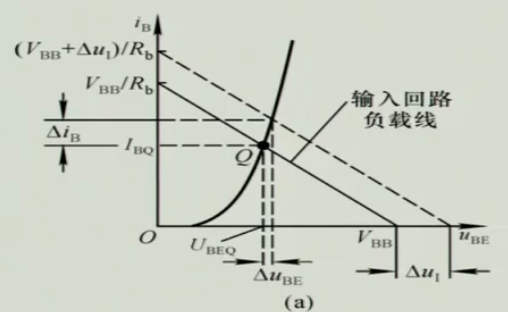 i_B
(V_BB+Δu_I)/R_b
V_BB/R_b
输入回路
负载线
Δi_B
I_BQ
Q
O
U_BEQ
V_BB
u_BE
Δu_BE
Δu_I
(a)